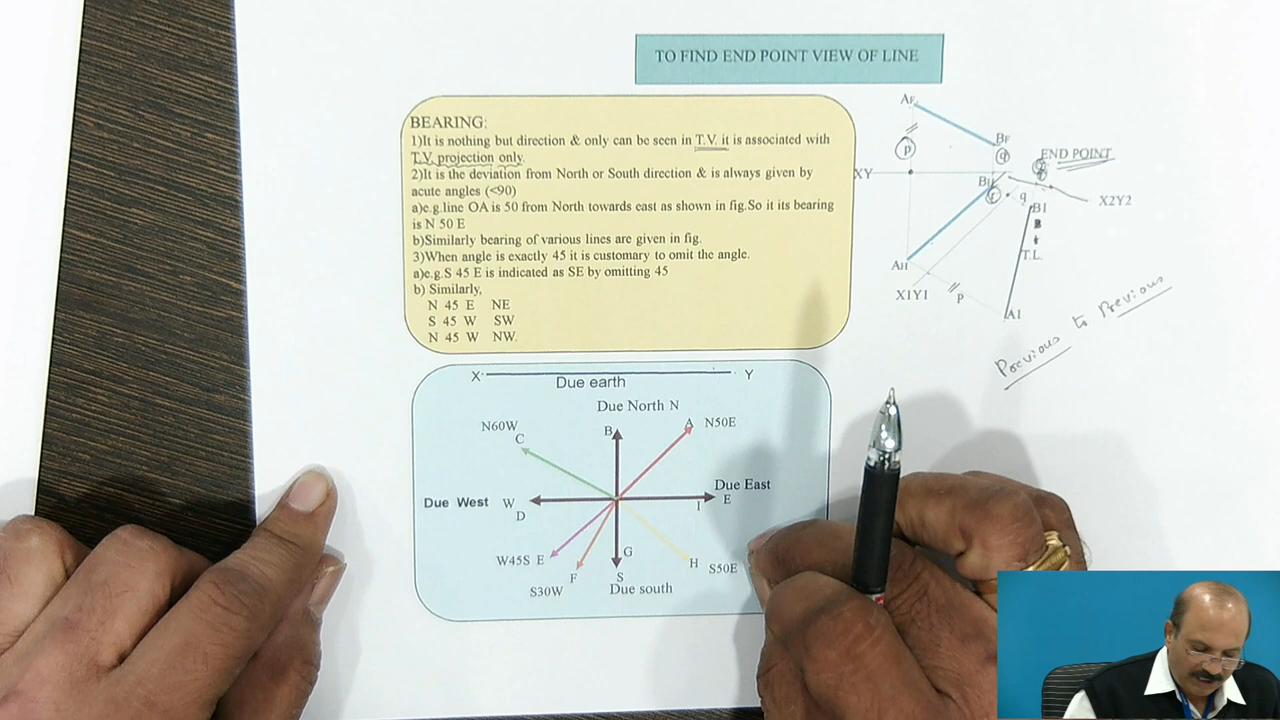 TO FIND END POINT VIEW OF LINE
BEARING:
1)It is nothing but direction & only can be seen in T.V. it is associated with
T.V. projection only.
2)It is the deviation from North or South direction & is always given by
acute angles (<90)
a)e.g.line OA is 50 from North towards east as shown in fig.So it its bearing
is N 50 E
b)Similarly bearing of various lines are given in fig.
3)When angle is exactly 45 it is customary to omit the angle.
a)e.g.S 45 E is indicated as SE by omitting 45
b) Similarly,
N 45 E NE
S 45 W SW
N 45 W NW.
AF
p
BF
q
END POINT
XY
BH
q
X2Y2
B1
T.L.
AH
X1Y1
p
A1
Previous to Previous
X Y
Due earth
Due North N
N60W
C
B
A N50E
Due East
Due West W
I E
D
G
W45S E
H S50E
F
S
S30W
Due south